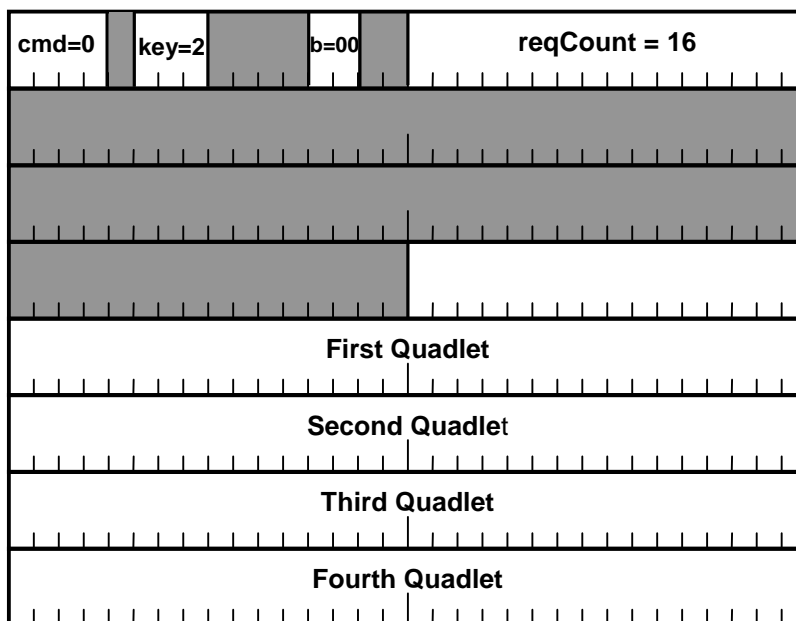 cmd=0 key=2 b=00 reqCount = 16
First Quadlet
Second Quadlet
Third Quadlet
Fourth Quadlet